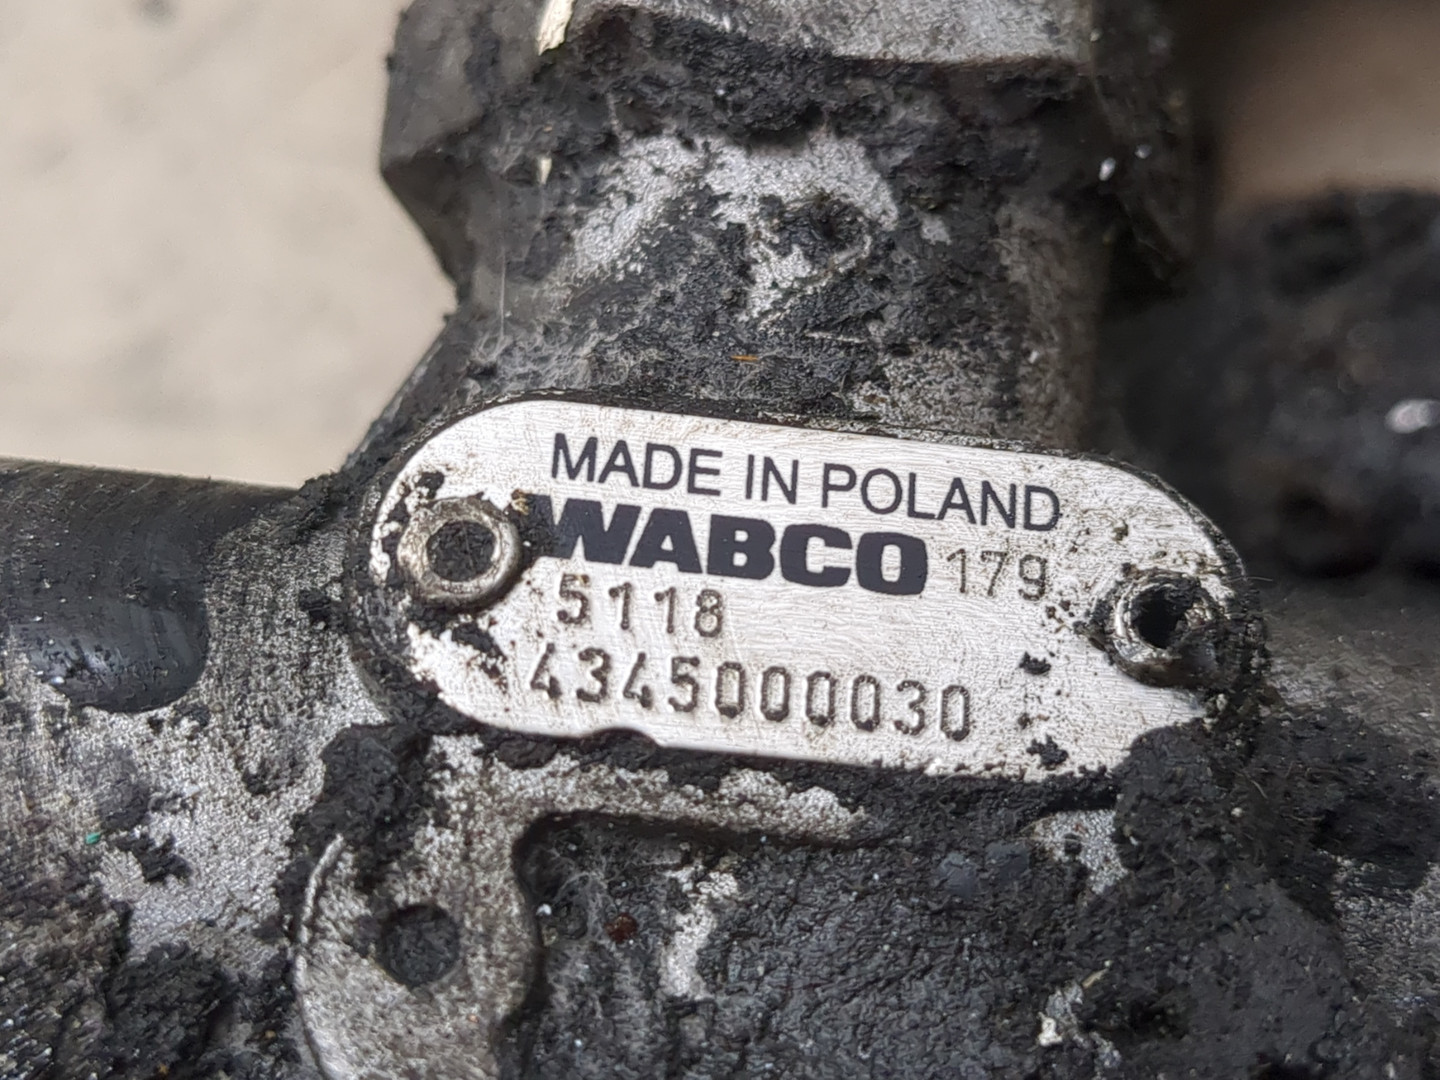 MADE IN POLAND
WABCO 179
5118
4345000030